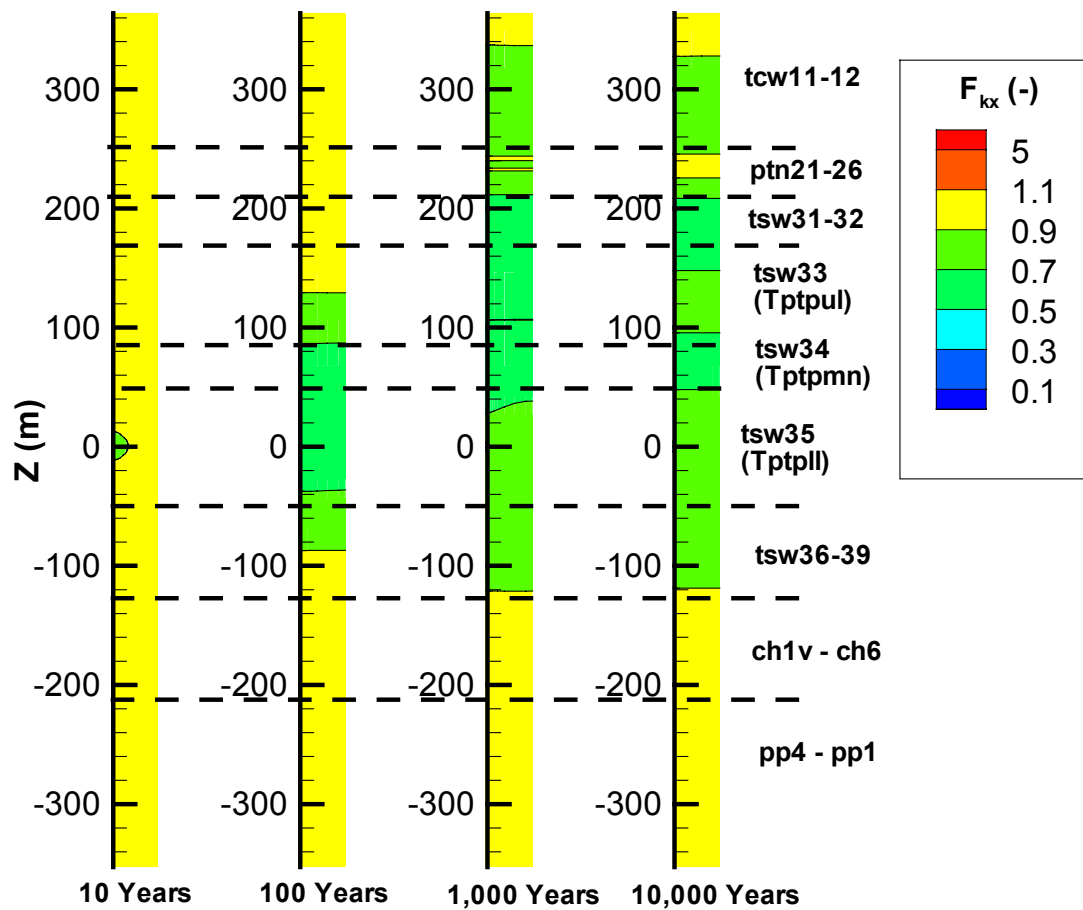 Z (m)
300
200
100
0
-100
-200
-300
10 Years
300
200
100
0
-100
-200
-300
100 Years
300
200
100
0
-100
-200
-300
1,000 Years
300
200
100
0
-100
-200
-300
10,000 Years
tcw11-12
ptn21-26
tsw31-32
tsw33
(Tptpul)
tsw34
(Tptpmn)
tsw35
(Tptpll)
tsw36-39
ch1v - ch6
pp4 - pp1
Fkx (-)
5
1.1
0.9
0.7
0.5
0.3
0.1